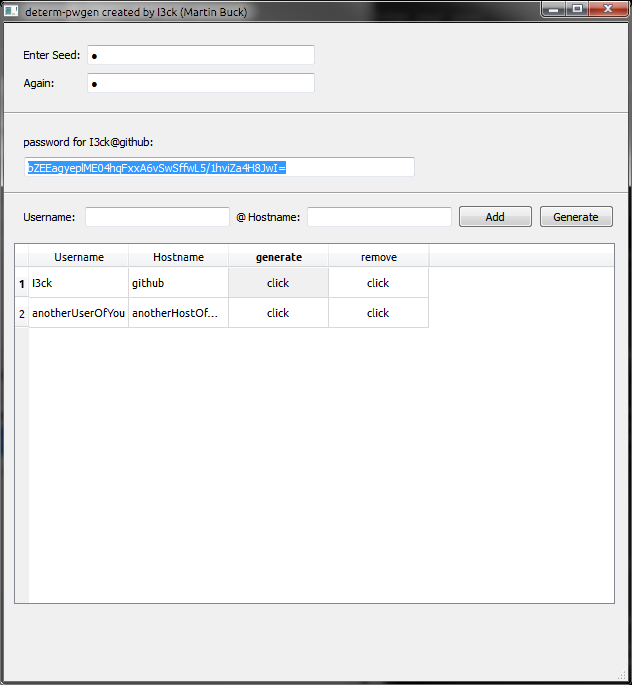 determ-pwgen created by l3ck (Martin Buck)
Enter Seed: ●
Again: ●
password for l3ck@github:
pZEEagyeplME04hqFxxA6vSwSffwL5/1hviZa4H8JwI=
Username: @ Hostname: Add Generate
Username Hostname generate remove
1 l3ck github click click
2 anotherUserOfYou anotherHostOf... click click